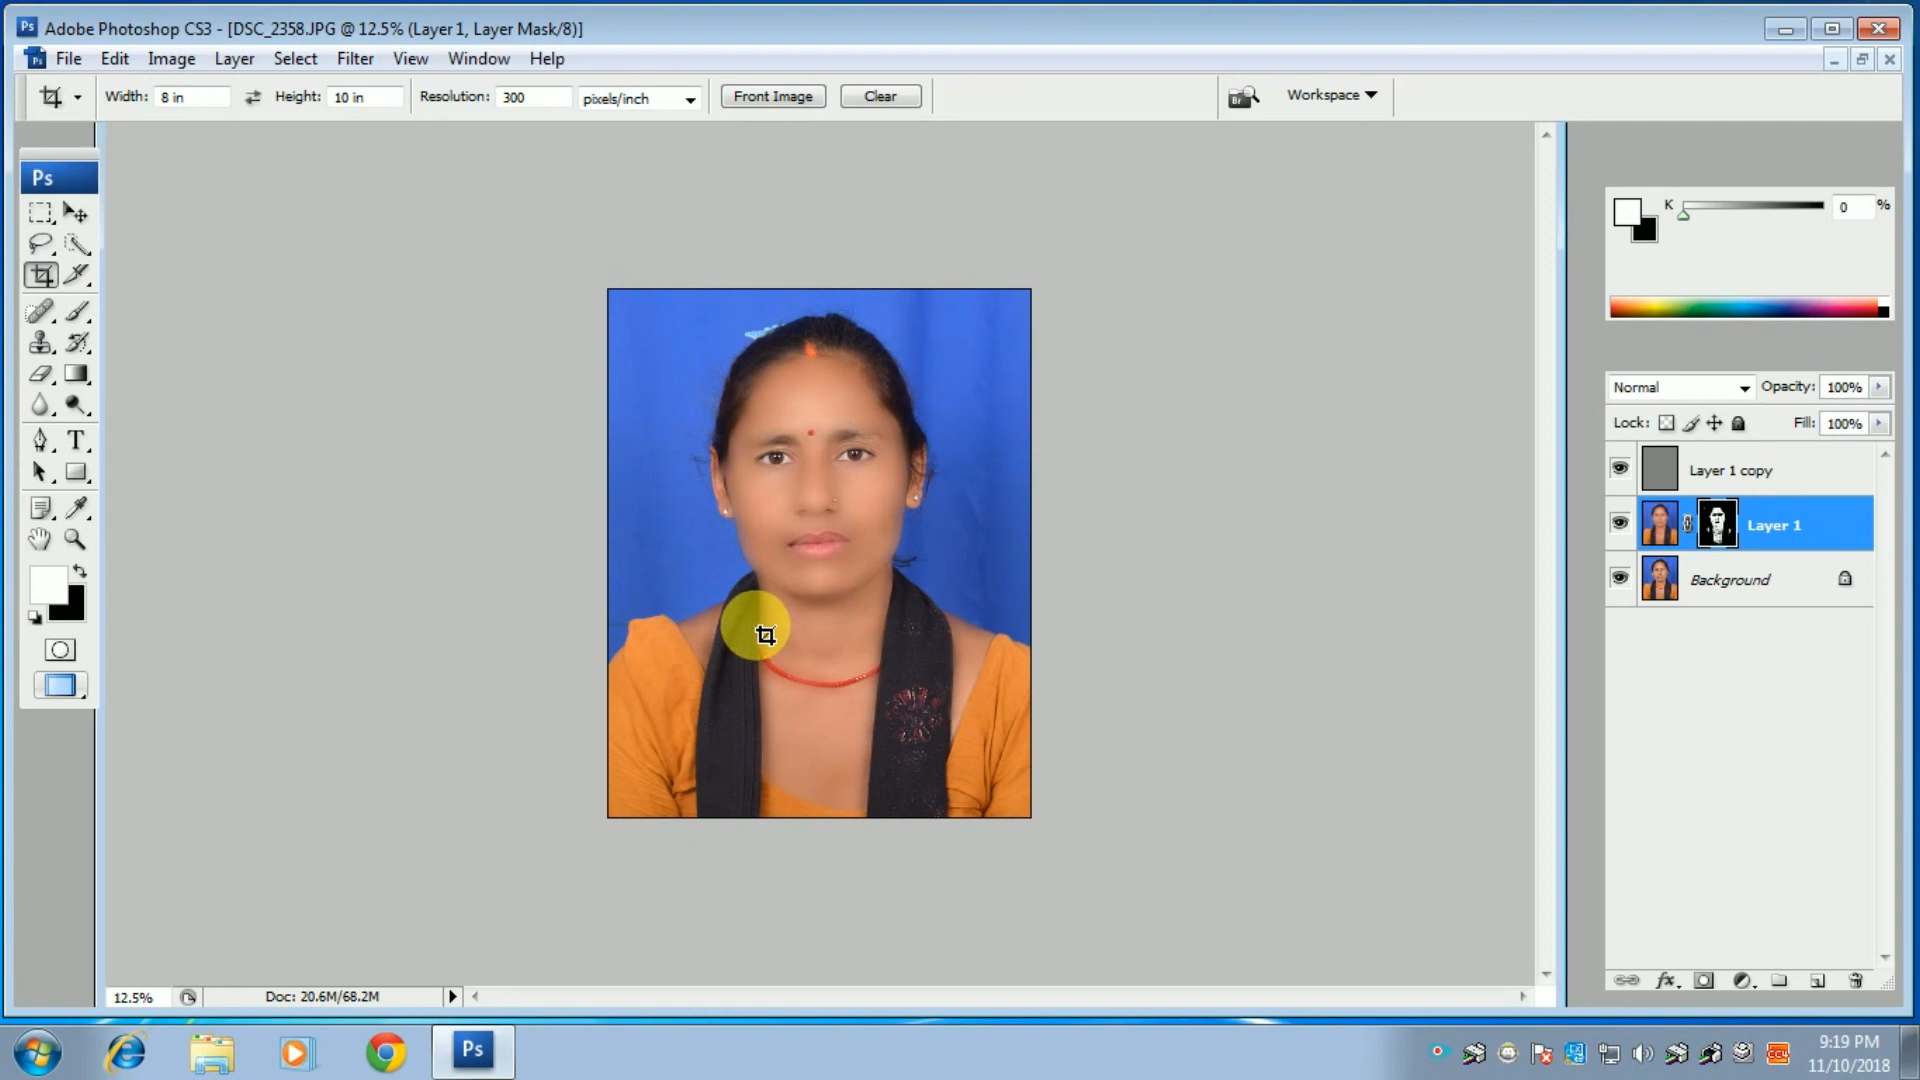 Adobe Photoshop CS3 - [DSC_2358.JPG @ 12.5% (Layer 1, Layer Mask/8)]
File Edit Image Layer Select Filter View Window Help
Width: 8 in Height: 10 in Resolution: 300 pixels/inch Front Image Clear Workspace
Ps
K 0 %
Normal Opacity: 100%
Lock: Fill: 100%
Layer 1 copy
Layer 1
Background
T
12.5% Doc: 20.6M/68.2M
Ps
9:19 PM
11/10/2018